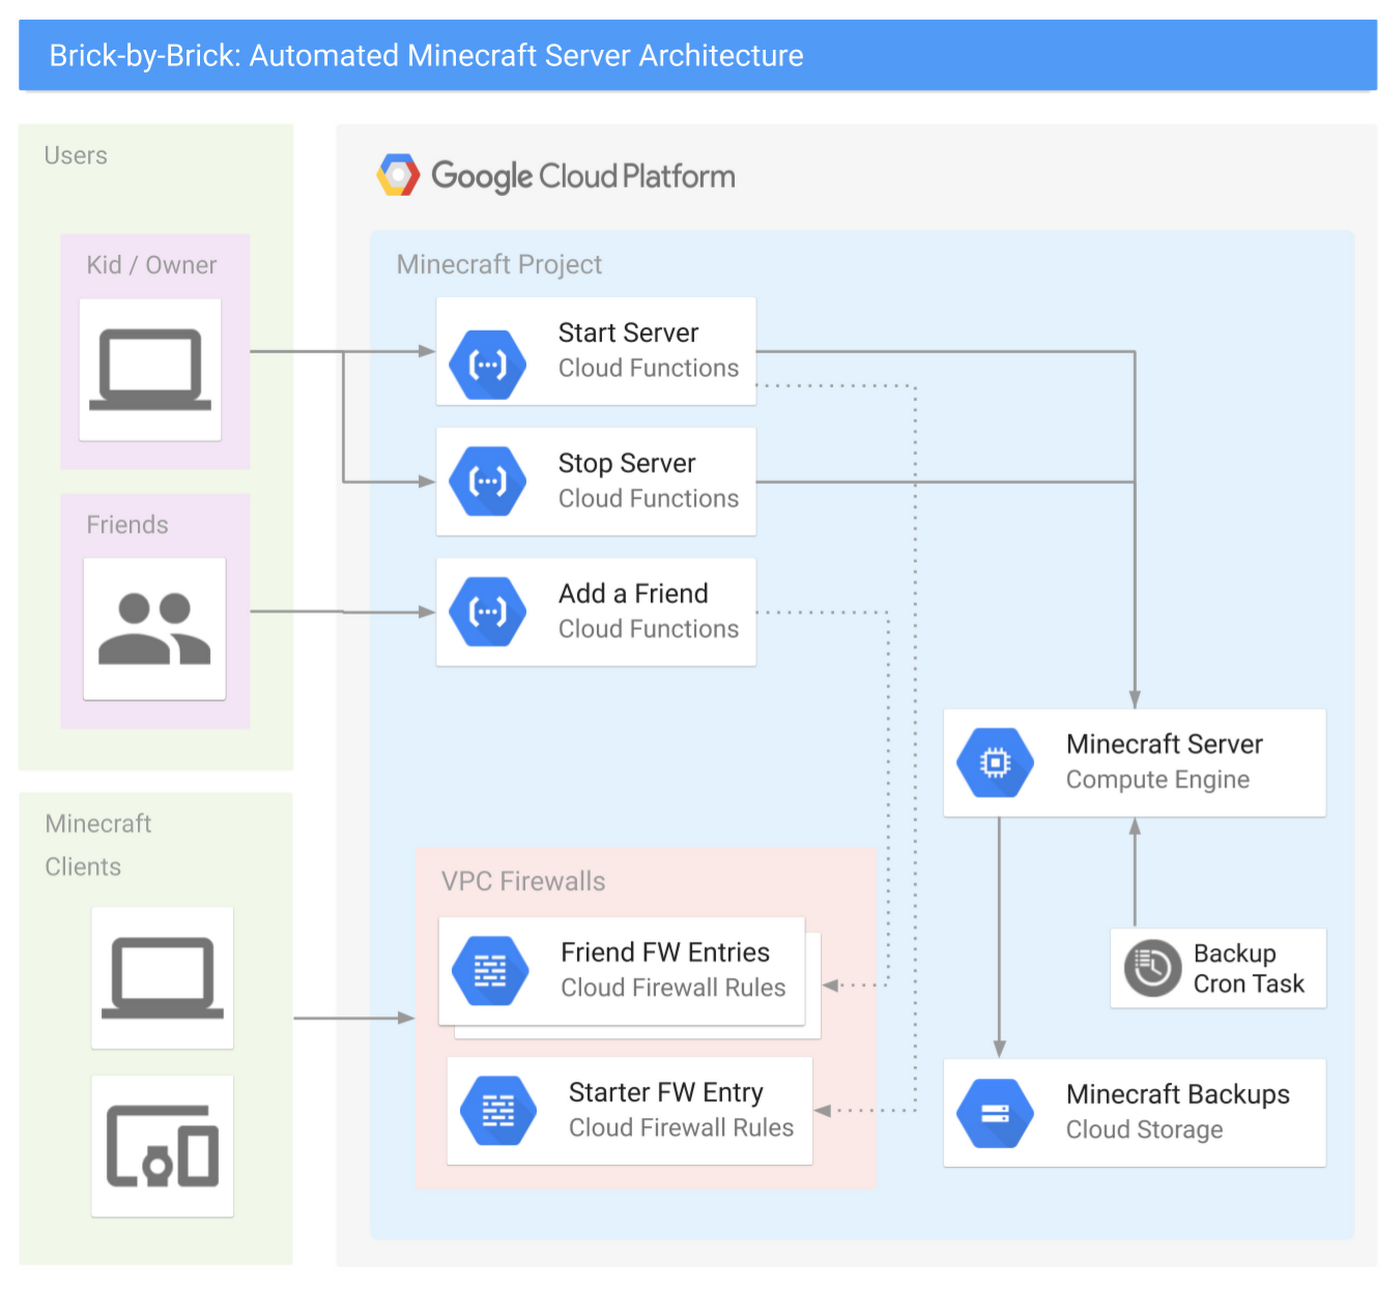 Brick-by-Brick: Automated Minecraft Server Architecture
Users
Google Cloud Platform
Kid / Owner
Minecraft Project
Start Server
Cloud Functions
Stop Server
Cloud Functions
Friends
Add a Friend
Cloud Functions
Minecraft Server
Compute Engine
Minecraft
Clients
VPC Firewalls
Friend FW Entries
Cloud Firewall Rules
Backup
Cron Task
Starter FW Entry
Cloud Firewall Rules
Minecraft Backups
Cloud Storage